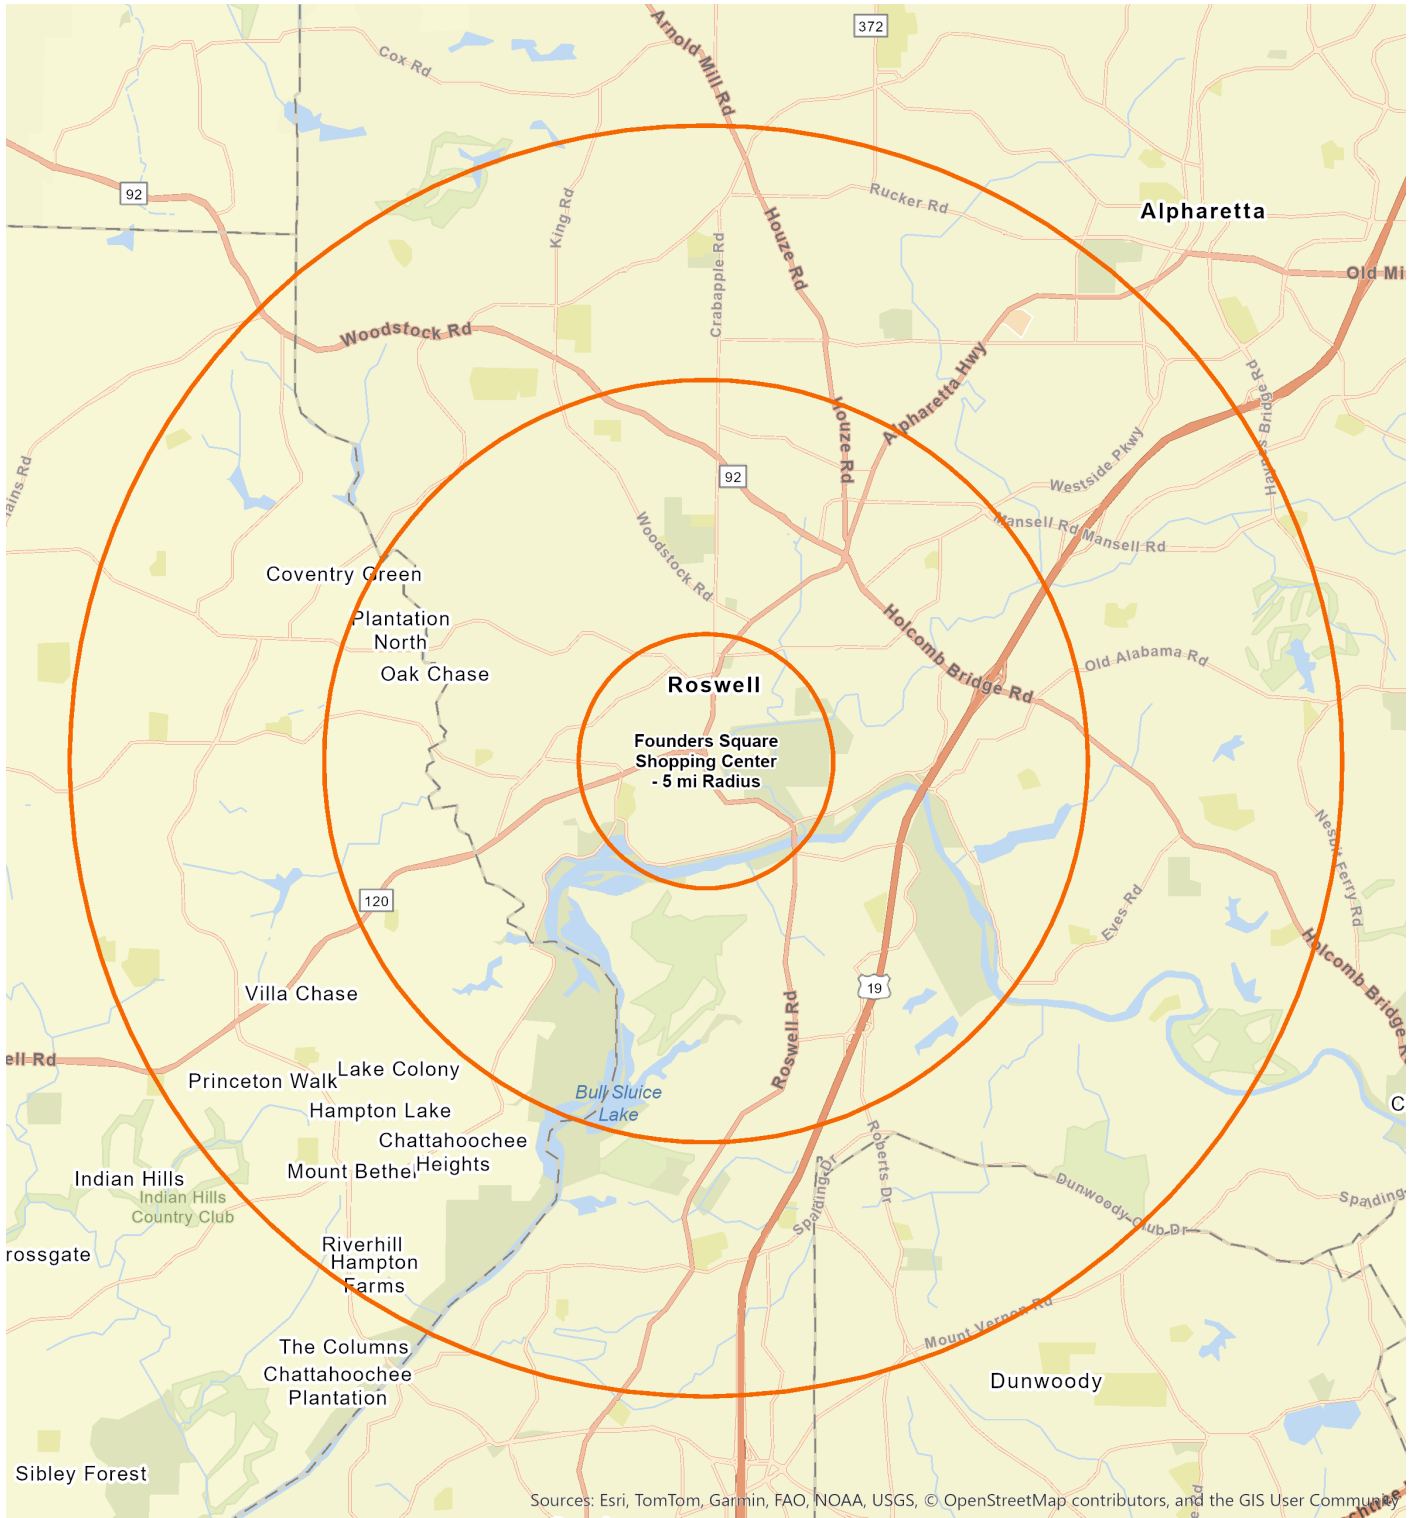 372
Arnold Mill Rd
Cox Rd
92
Rucker Rd
Alpharetta
King Rd
Houze Rd
Crabapple Rd
Old Mi
Woodstock Rd
Alpharetta Hwy
Haynes Bridge Rd
Houze Rd
Westside Pkwy
92
Mansell Rd
Mansell Rd
Woodstock Rd
Coventry Green
Plantation
North
Oak Chase
Holcomb Bridge Rd
Old Alabama Rd
Roswell
Founders Square
Shopping Center
- 5 mi Radius
Nesbit Ferry Rd
120
Eves Rd
Holcomb Bridge R
19
Villa Chase
Roswell Rd
ell Rd
Lake Colony
Princeton Walk
Hampton Lake
Bull Sluice
Lake
C
Chattahoochee
Heights
Mount Bethel
Roberts Dr
Spalding Dr
Dunwoody Club Dr
Spalding
Indian Hills
Indian Hills
Country Club
rossgate
Riverhill
Hampton
Farms
Mount Vernon Rd
The Columns
Chattahoochee
Plantation
Dunwoody
Sibley Forest
Sources: Esri, TomTom, Garmin, FAO, NOAA, USGS, © OpenStreetMap contributors, and the GIS User Community